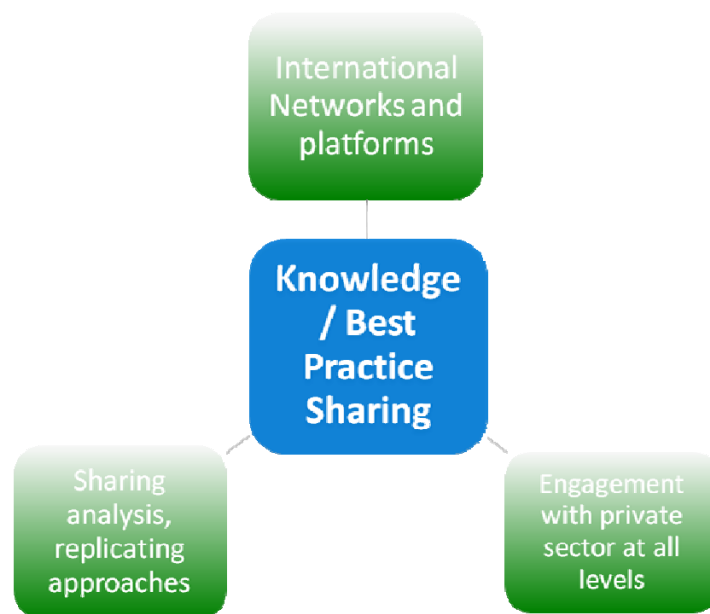 International
Networks and
platforms
Knowledge
/ Best
Practice
Sharing
Sharing
analysis,
replicating
approaches
Engagement
with private
sector at all
levels